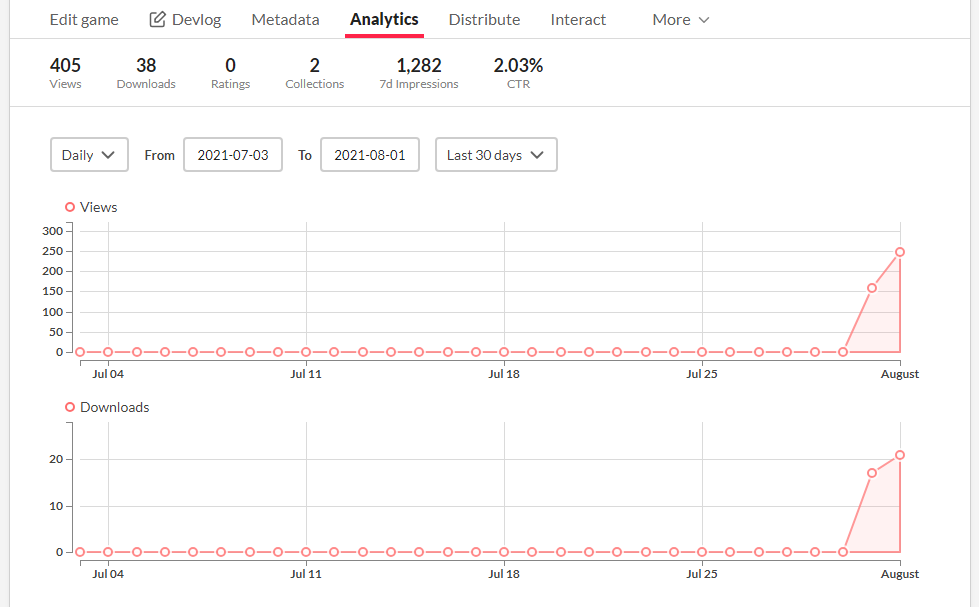 Edit game Devlog Metadata Analytics Distribute Interact More
405 38 0 2 1,282 2.03%
Views Downloads Ratings Collections 7d Impressions CTR
Daily From 2021-07-03 To 2021-08-01 Last 30 days
Views
300
250
200
150
100
50
0
Jul 04 Jul 11 Jul 18 Jul 25 August
Downloads
20
10
0
Jul 04 Jul 11 Jul 18 Jul 25 August